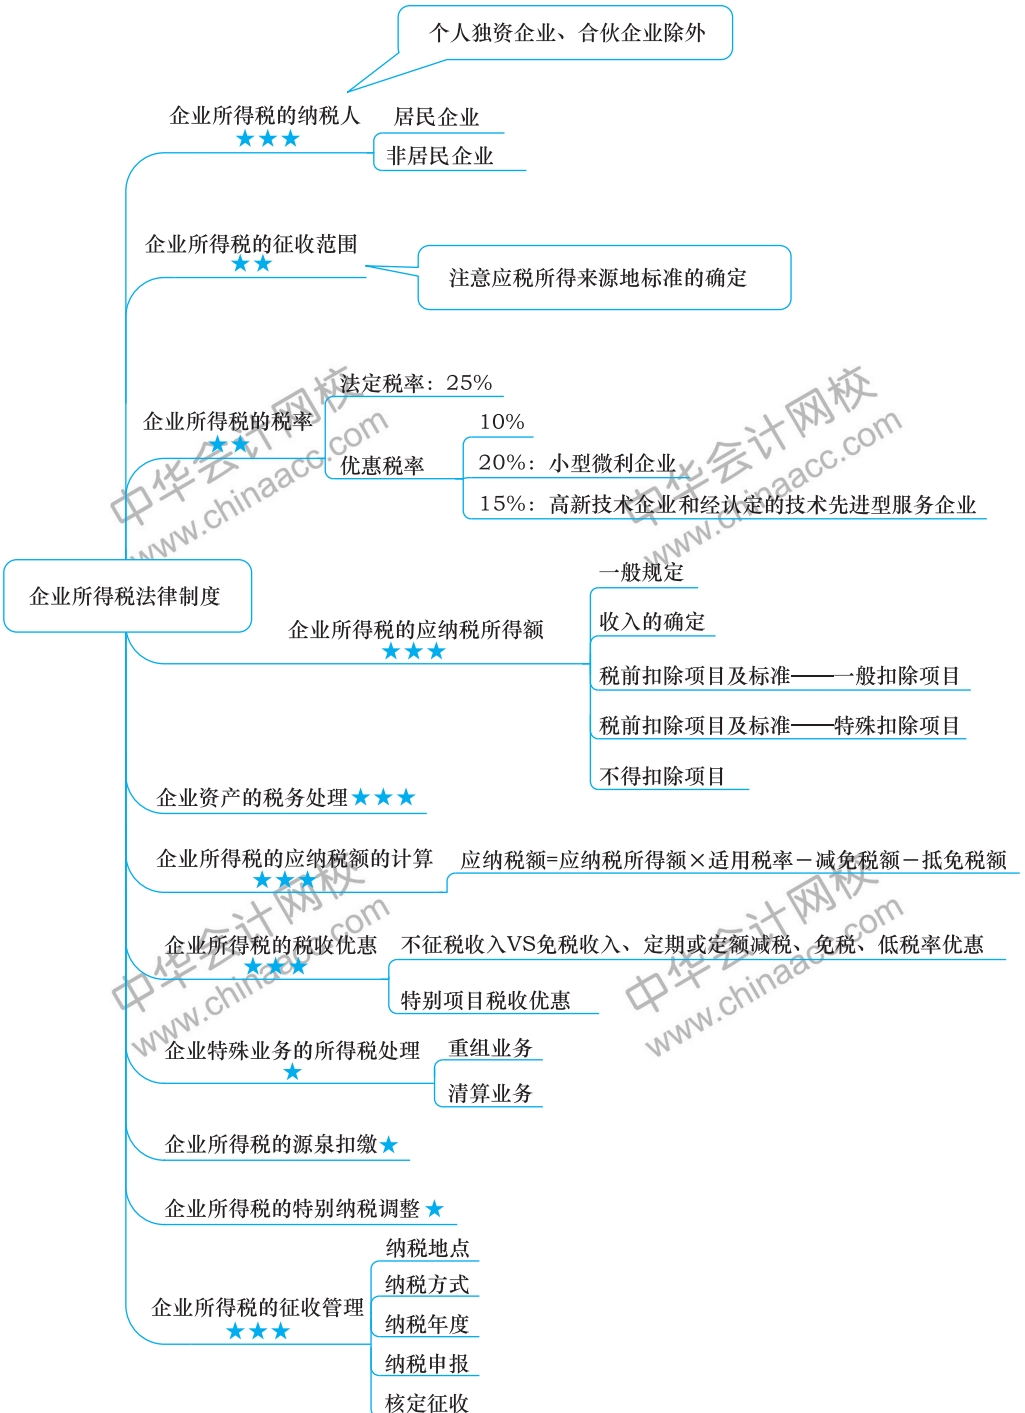 个人独资企业、合伙企业除外
企业所得税的纳税人
★★★
居民企业
非居民企业
企业所得税的征收范围
★★
注意应税所得来源地标准的确定
企业所得税的税率
★★
法定税率：25%
优惠税率
10%
20%：小型微利企业
15%：高新技术企业和经认定的技术先进型服务企业
企业所得税法律制度
企业所得税的应纳税所得额
★★★
一般规定
收入的确定
税前扣除项目及标准——一般扣除项目
税前扣除项目及标准——特殊扣除项目
不得扣除项目
企业资产的税务处理★★★
企业所得税的应纳税额的计算
★★★
应纳税额=应纳税所得额×适用税率－减免税额－抵免税额
企业所得税的税收优惠
★★★
不征税收入VS免税收入、定期或定额减税、免税、低税率优惠
特别项目税收优惠
企业特殊业务的所得税处理
★
重组业务
清算业务
企业所得税的源泉扣缴★
企业所得税的特别纳税调整★
企业所得税的征收管理
★★★
纳税地点
纳税方式
纳税年度
纳税申报
核定征收
中华会计网校
www.chinaacc.com
中华会计网校
www.chinaacc.com
中华会计网校
www.chinaacc.com
中华会计网校
www.chinaacc.com